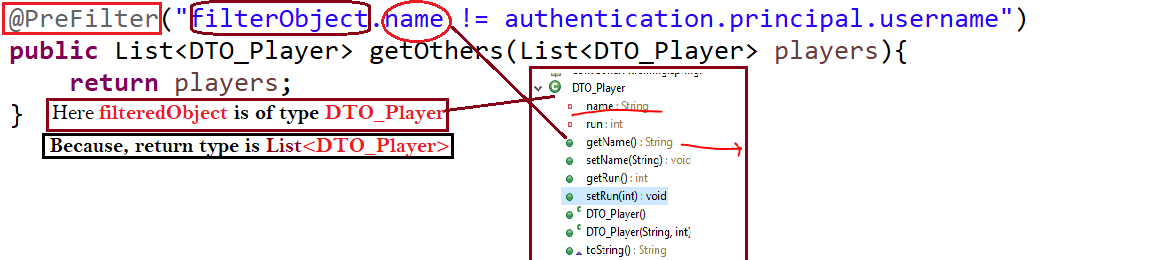 @PreFilter("filterObject.name != authentication.principal.username")
public List<DTO_Player> getOthers(List<DTO_Player> players){
return players;
}
Here filteredObject is of type DTO_Player
Because, return type is List<DTO_Player>
DTO_Player
name : String
run : int
getName() : String
setName(String) : void
getRun() : int
setRun(int) : void
DTO_Player()
DTO_Player(String, int)
toString() : String